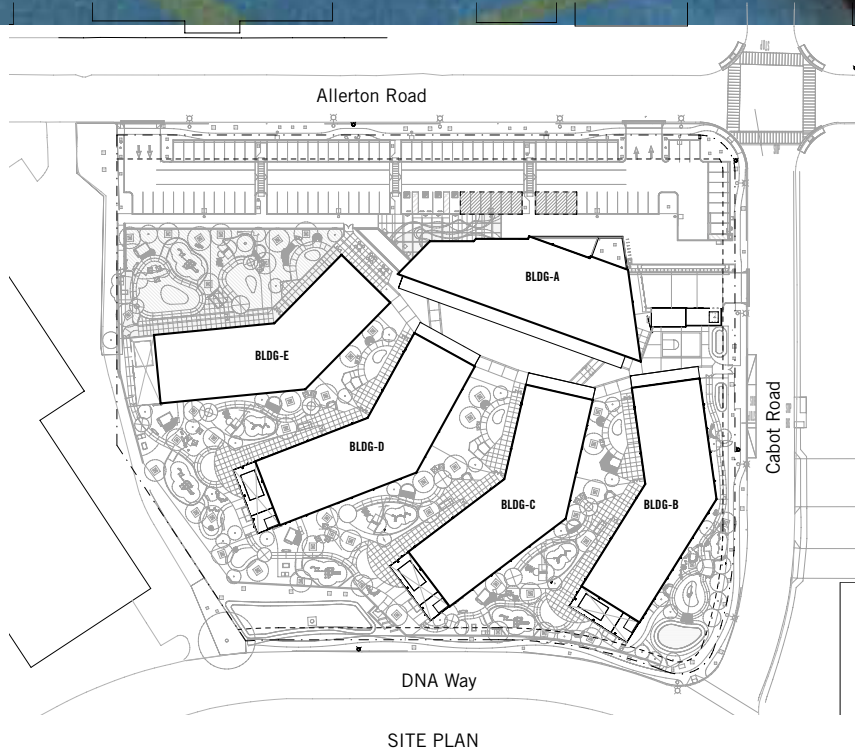 Allerton Road
BLDG-A
BLDG-E
BLDG-D
BLDG-C
BLDG-B
Cabot Road
DNA Way
SITE PLAN